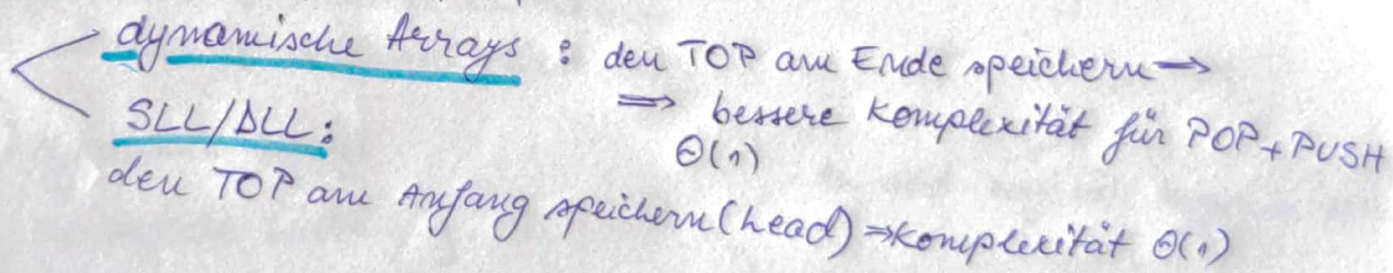 dynamische Arrays : den TOP am Ende speichern →
⇒ bessere Komplexität für POP+PUSH
Θ(1)
SLL/DLL:
den TOP am Anfang speichern (head) ⇒ Komplexität Θ(1)